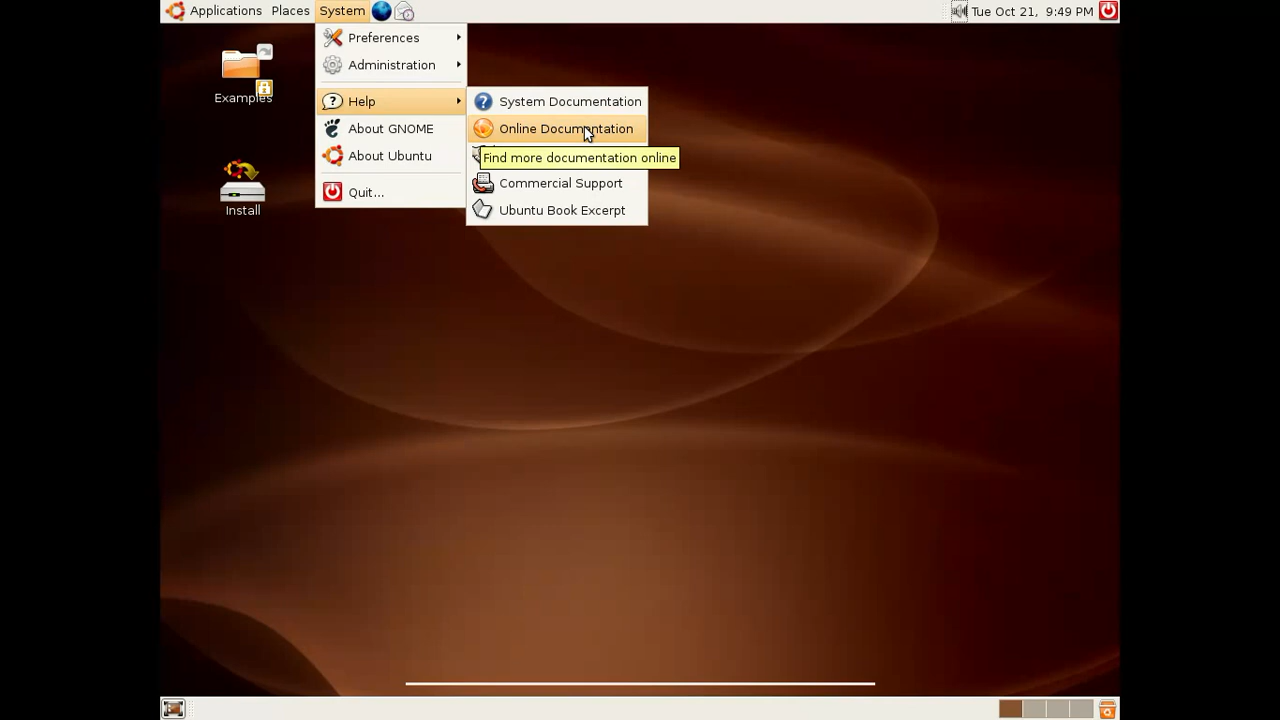 Applications Places System Tue Oct 21, 9:49 PM
Examples
Install
Preferences
Administration
Help
About GNOME
About Ubuntu
Quit...
System Documentation
Online Documentation
Find more documentation online
Commercial Support
Ubuntu Book Excerpt